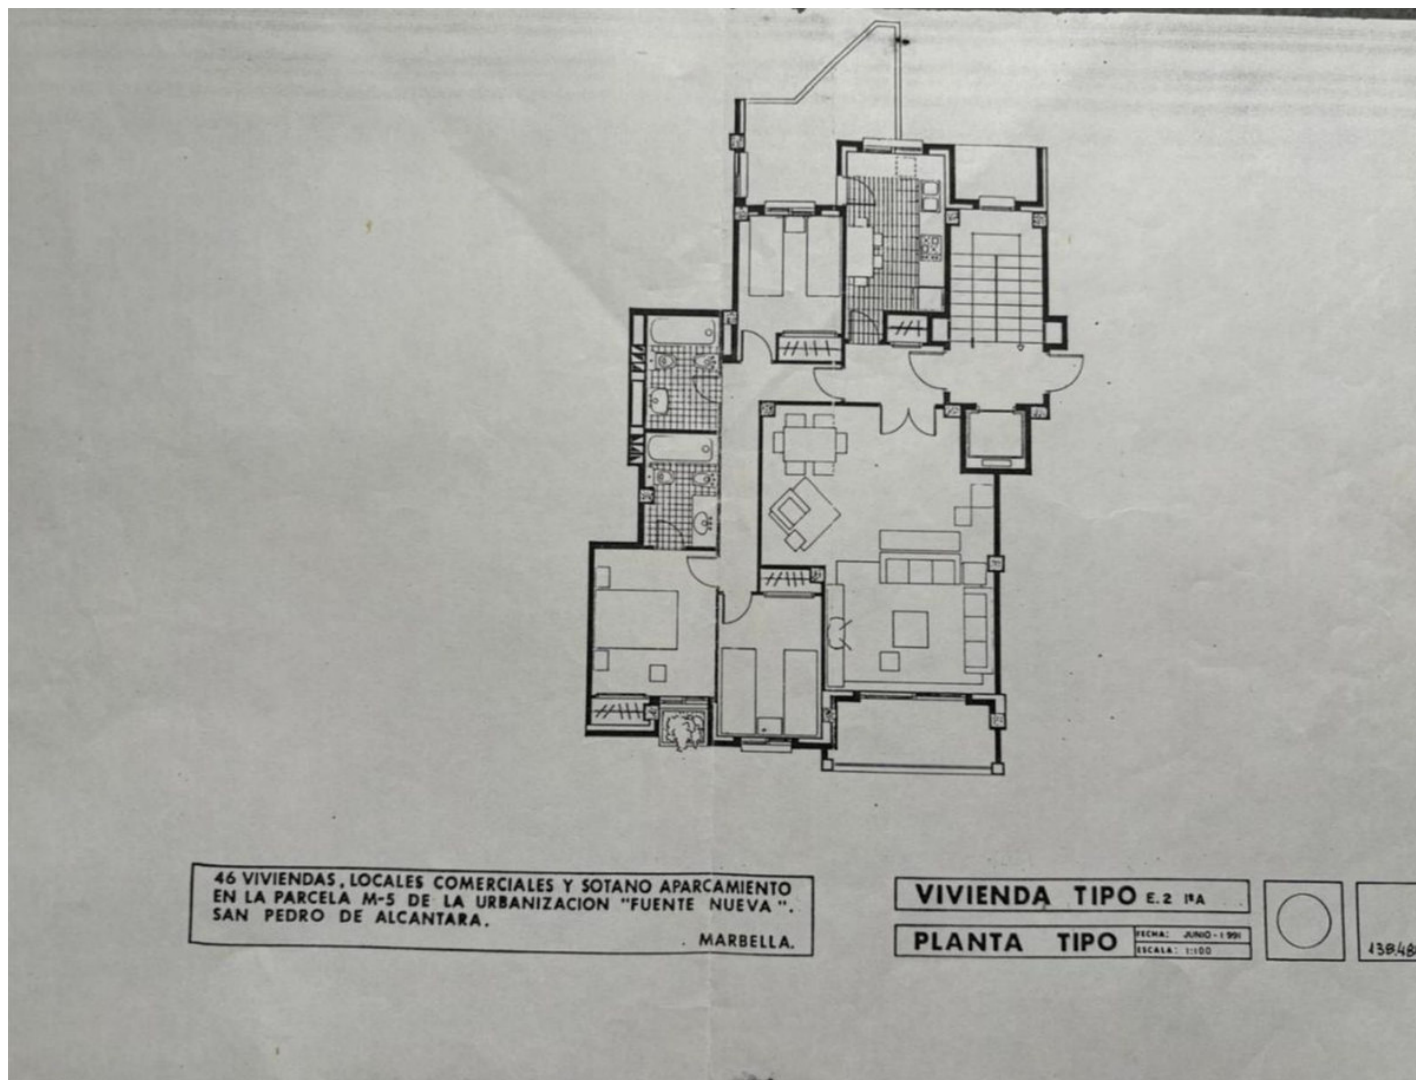 46 VIVIENDAS, LOCALES COMERCIALES Y SOTANO APARCAMIENTO
EN LA PARCELA M-5 DE LA URBANIZACION "FUENTE NUEVA".
SAN PEDRO DE ALCANTARA.
MARBELLA.
VIVIENDA TIPO E.2 1ºA
PLANTA TIPO
FECHA: JUNIO-1991
ESCALA: 1:100